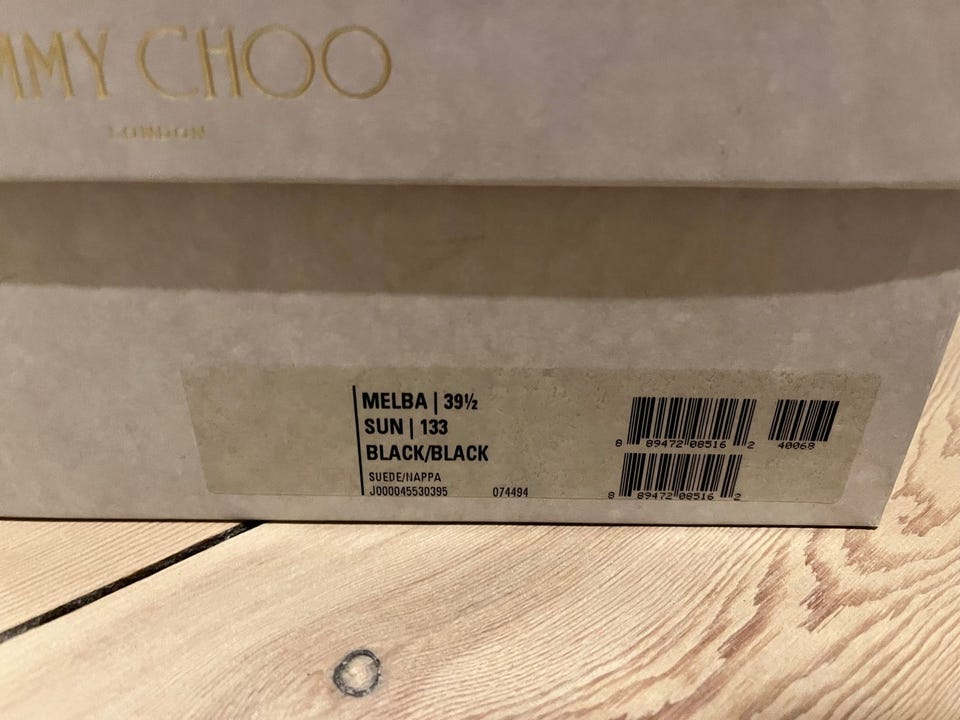 MMY CHOO
LONDON
MELBA | 39½
SUN | 133
BLACK/BLACK
SUEDE/NAPPA
J000045530395 074494
8 89472 08516 2
40068
8 89472 08516 2